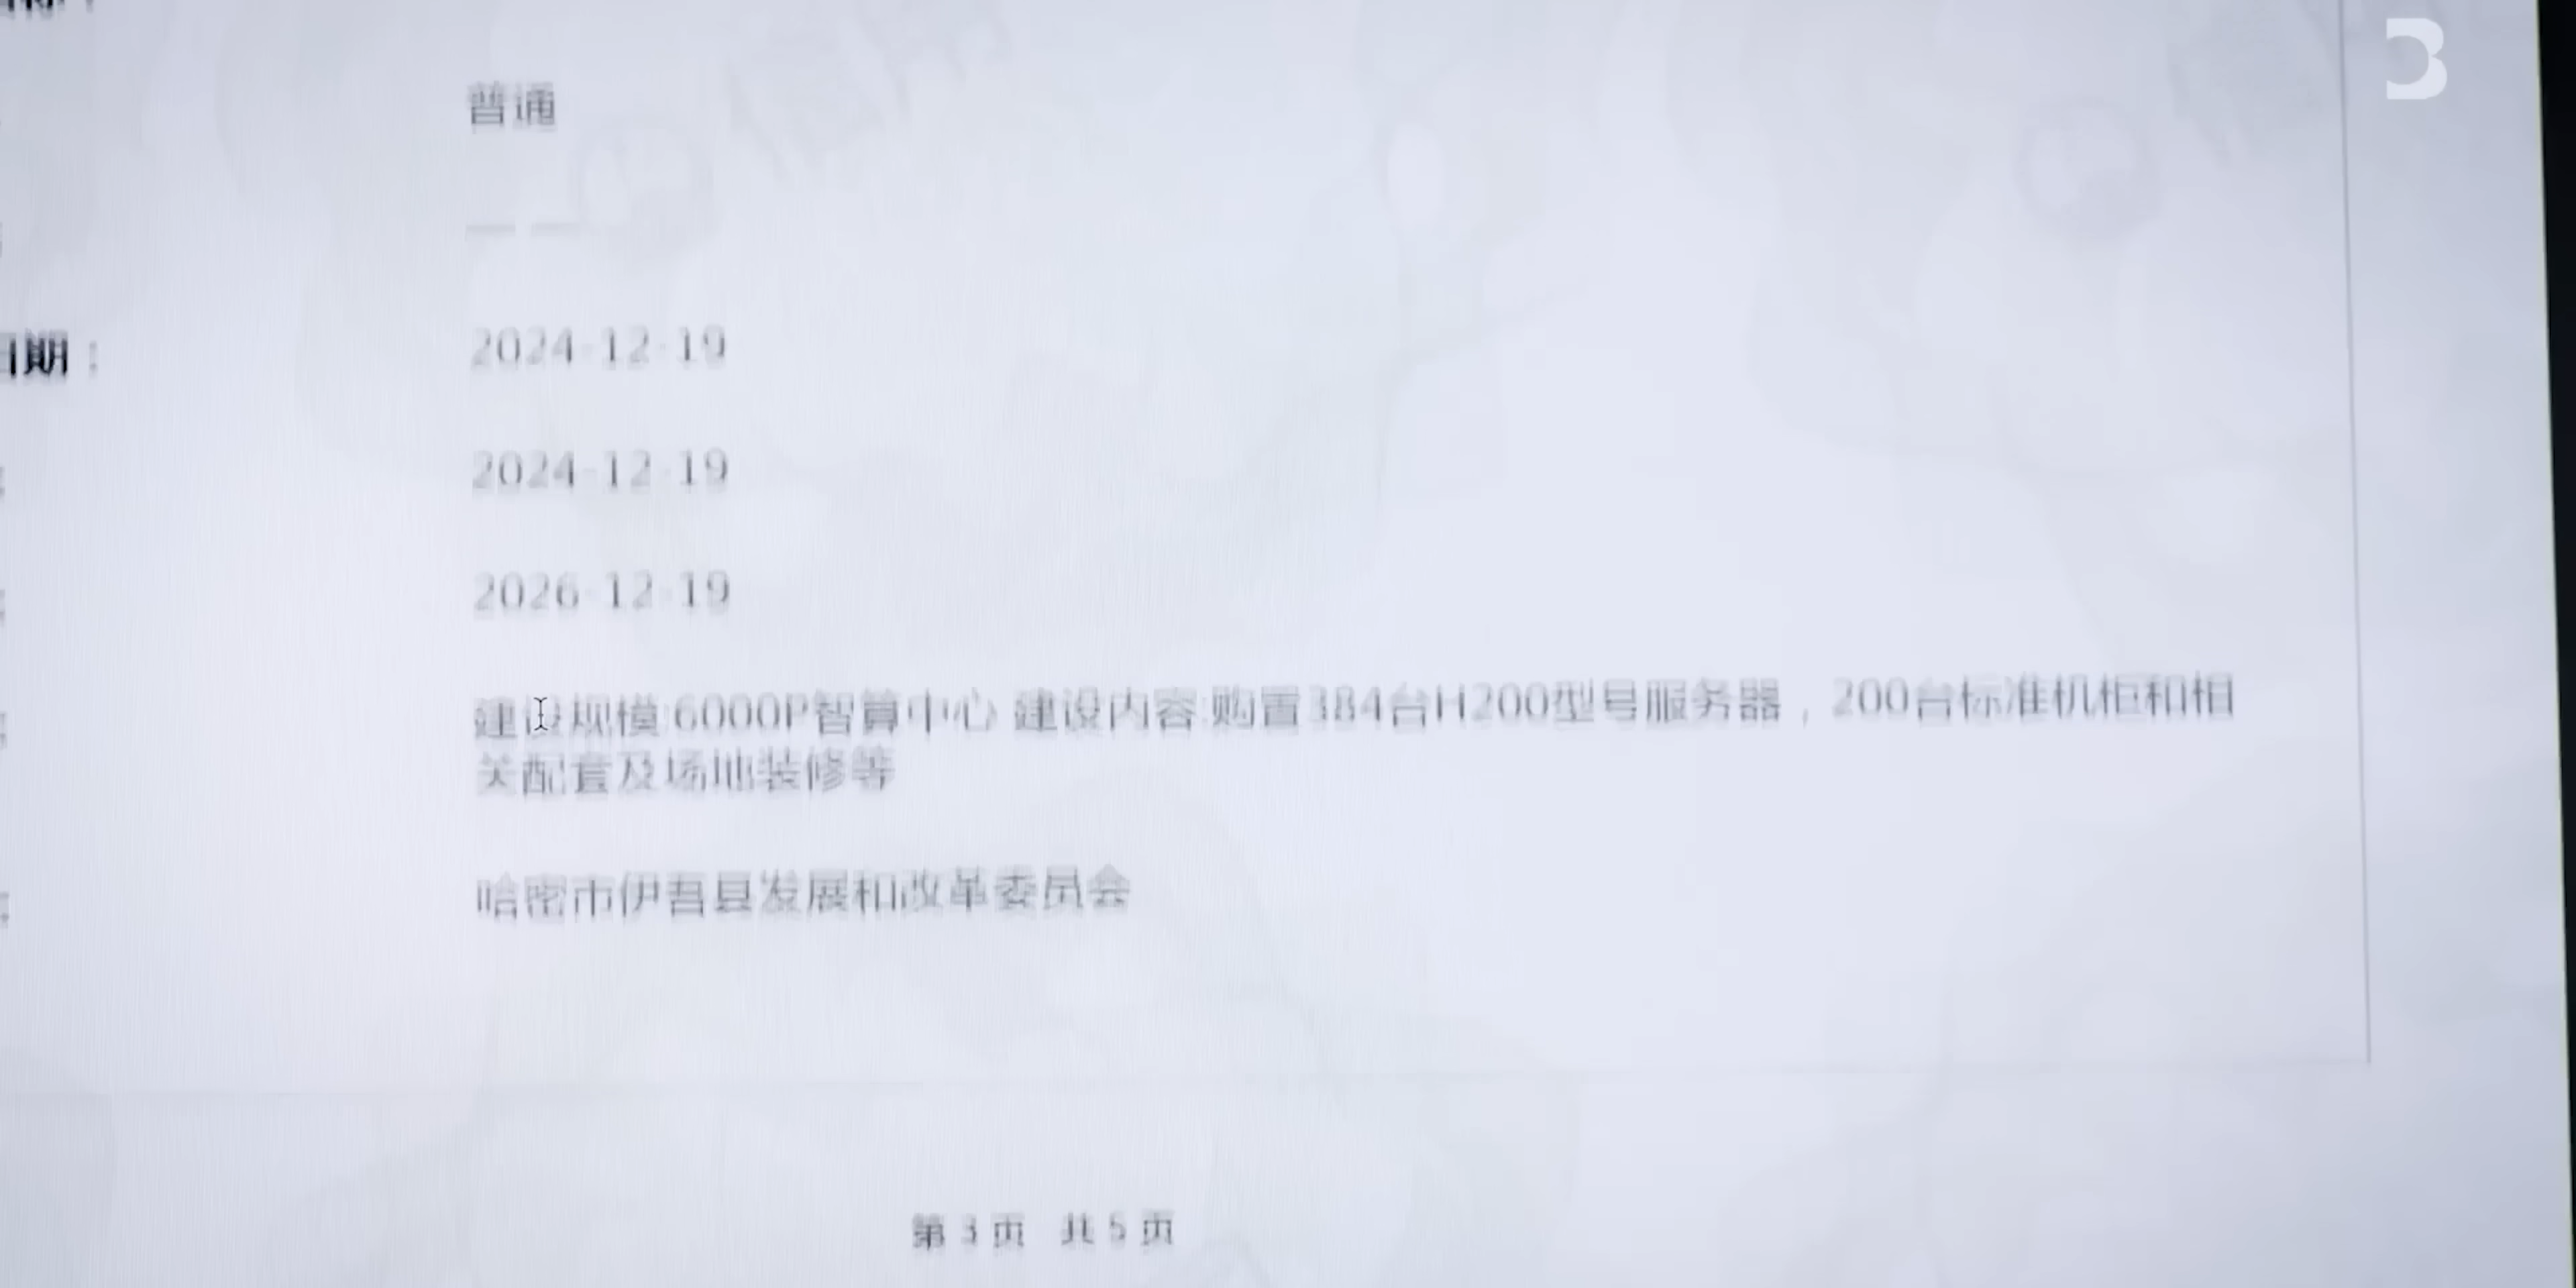 普通
2024-12-19
日期：
2024-12-19
2026-12-19
建设规模:6000P智算中心 建设内容:购置384台H200型号服务器，200台标准机柜和相
关配套及场地装修等
哈密市伊吾县发展和改革委员会
第 3 页 共 5 页